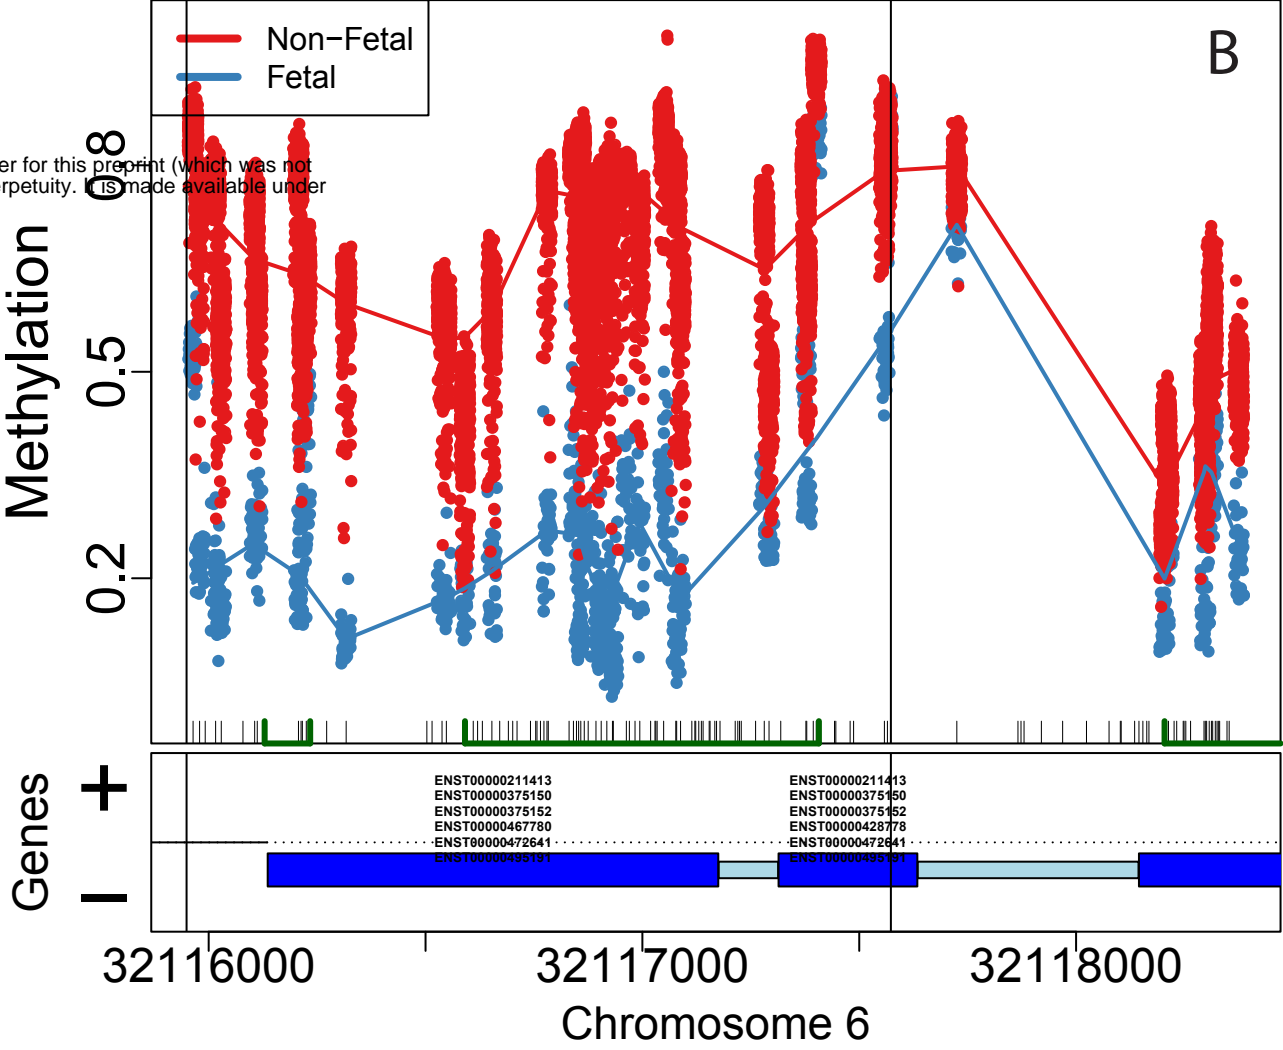 Non−Fetal
Fetal
B
er for this preprint (which was not
erpetuity. It is made available under
Methylation
0.8
0.5
0.2
Genes
+
−
ENST00000211413
ENST00000375150
ENST00000375152
ENST00000467780
ENST00000472641
ENST00000495191
ENST00000211413
ENST00000375150
ENST00000375152
ENST00000428778
ENST00000472641
ENST00000495191
32116000
32117000
32118000
Chromosome 6